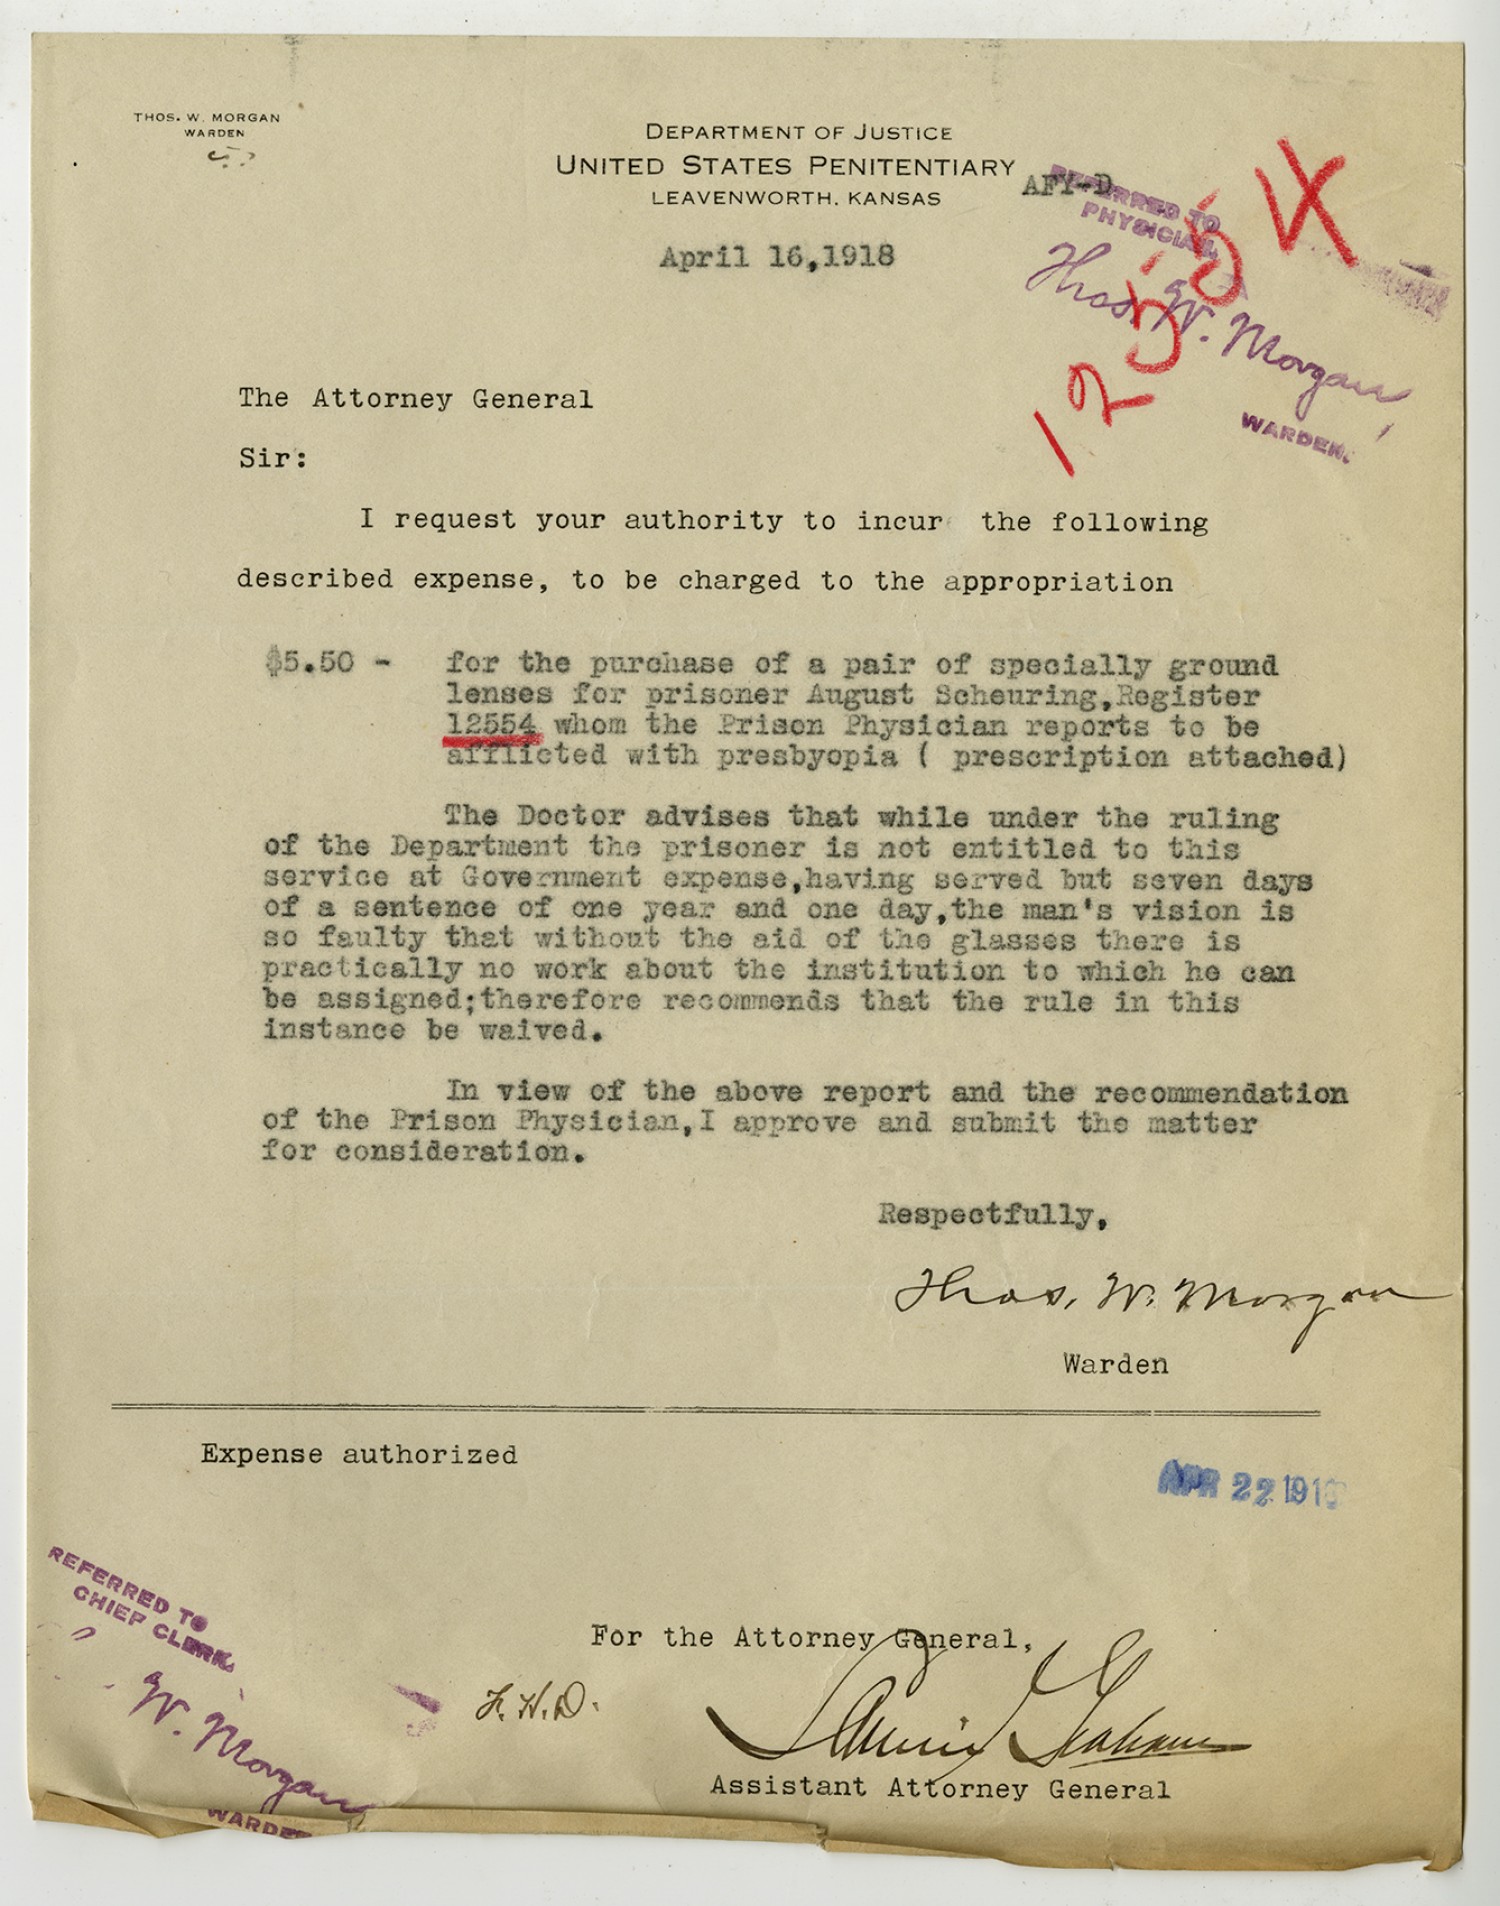 THOS. W. MORGAN
WARDEN
DEPARTMENT OF JUSTICE
UNITED STATES PENITENTIARY
LEAVENWORTH, KANSAS
AFY-D
REFERRED TO
PHYSICIAN.
Thos. W. Morgan
WARDEN.
12554
April 16,1918
The Attorney General
Sir:
I request your authority to incur the following
described expense, to be charged to the appropriation
$5.50 - for the purchase of a pair of specially ground
lenses for prisoner August Scheuring,Register
12554 whom the Prison Physician reports to be
afflicted with presbyopia ( prescription attached)
The Doctor advises that while under the ruling
of the Department the prisoner is not entitled to this
service at Government expense,having served but seven days
of a sentence of one year and one day,the man's vision is
so faulty that without the aid of the glasses there is
practically no work about the institution to which he can
be assigned;therefore recommends that the rule in this
instance be waived.
In view of the above report and the recommendation
of the Prison Physician,I approve and submit the matter
for consideration.
Respectfully,
Thos. W. Morgan
Warden
Expense authorized
APR 22 191
REFERRED TO
CHIEF CLERK.
W. Morgan
WARDEN
For the Attorney General,
F.H.D.
Graham
Assistant Attorney General